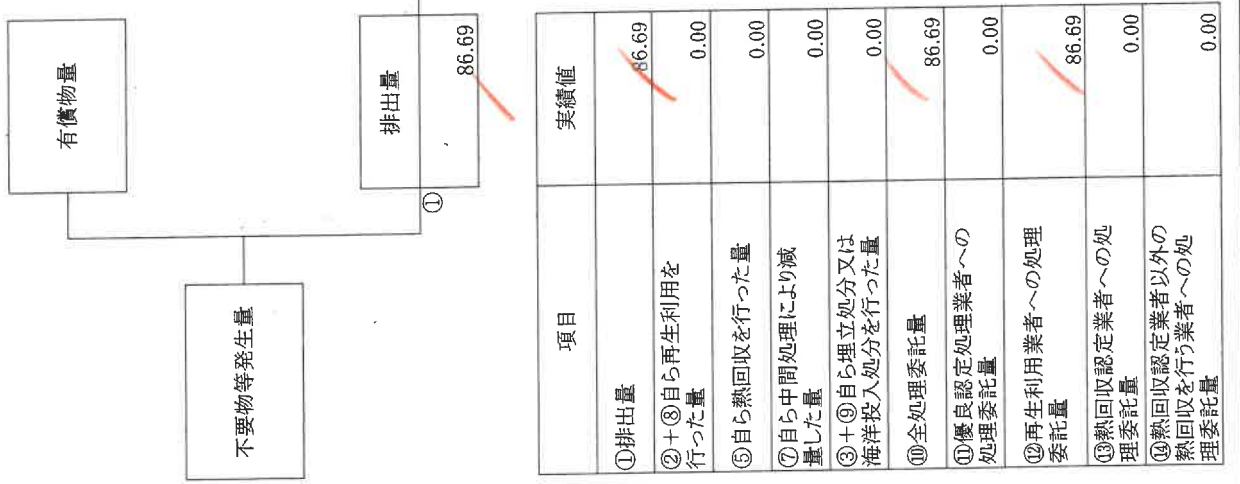 有償物量
不要物等発生量
排出量
①
86.69
項目
実績値
①排出量
86.69
②+⑧自ら再生利用を
行った量
0.00
⑤自ら熱回収を行った量
0.00
⑦自ら中間処理により減
量した量
0.00
③+⑨自ら埋立処分又は
海洋投入処分を行った量
0.00
⑩全処理委託量
86.69
⑪優良認定処理業者への
処理委託量
0.00
⑫再生利用業者への処理
委託量
86.69
⑬熱回収認定業者への処
理委託量
0.00
⑭熱回収認定業者以外の
熱回収を行う業者への処
理委託量
0.00